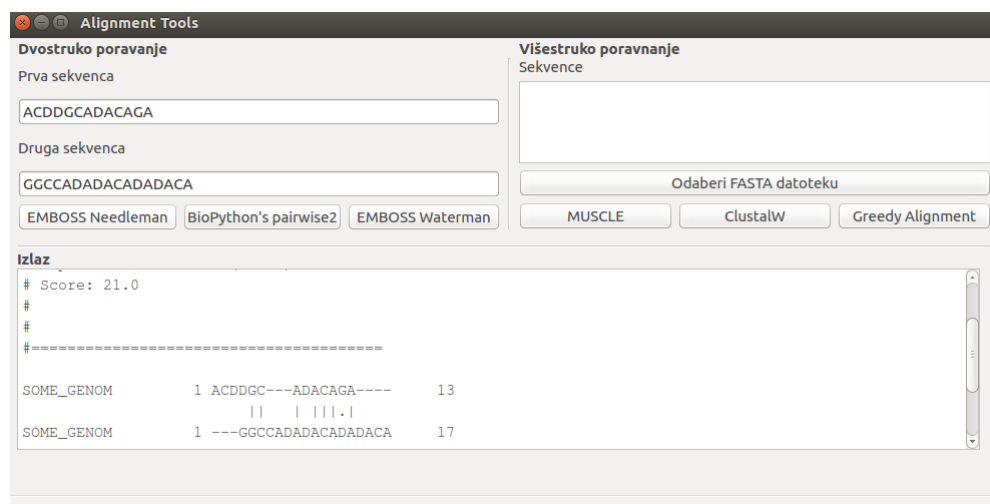 Alignment Tools
Dvostruko poravanje
Prva sekvenca
ACDDGCADACAGA
Druga sekvenca
GGCCADADACADADACA
EMBOSS Needleman BioPython's pairwise2 EMBOSS Waterman
Višestruko poravnanje
Sekvence
Odaberi FASTA datoteku
MUSCLE ClustalW Greedy Alignment
Izlaz
# Score: 21.0
#
#
#=======================================
SOME_GENOM         1 ACDDGC---ADACAGA----     13
                         ||   | |||.|
SOME_GENOM         1 ---GGCCADADACADADACA     17